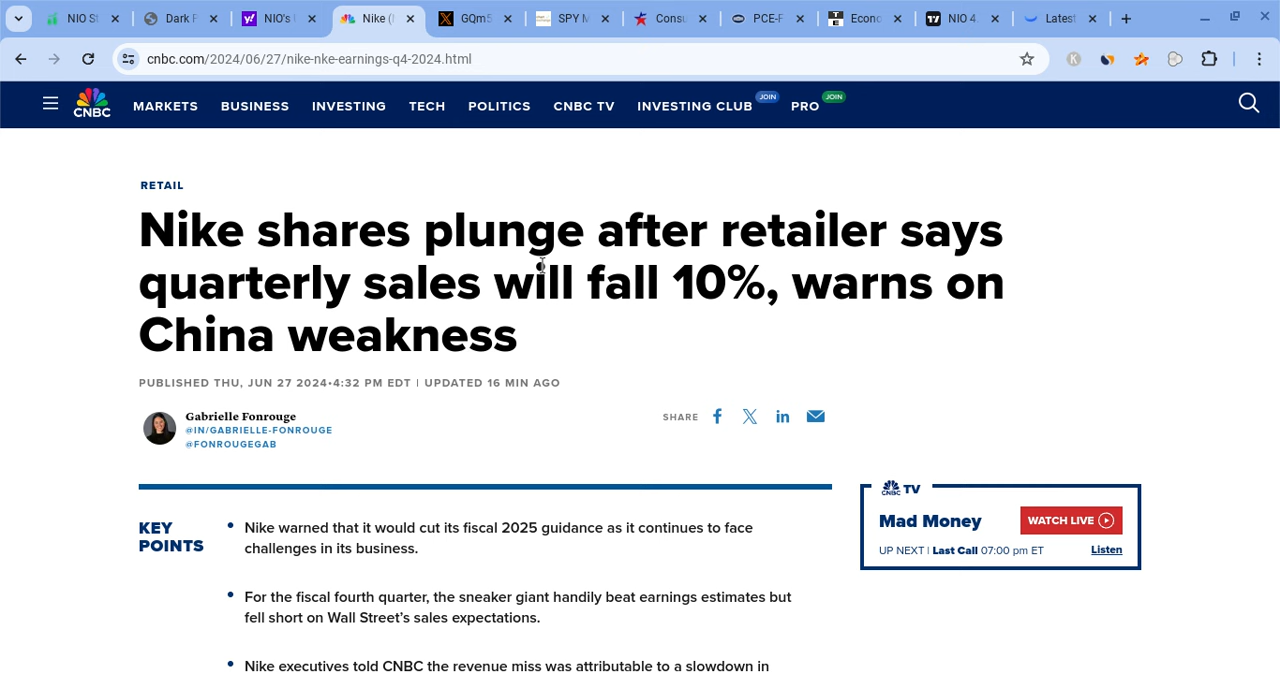 NIO St
Dark F
NIO's (
Nike (
GQm5
SPY M
Consu
PCE-F
Econo
NIO 4.
Latest
cnbc.com/2024/06/27/nike-nke-earnings-q4-2024.html
CNBC
MARKETS BUSINESS INVESTING TECH POLITICS CNBC TV INVESTING CLUB JOIN PRO JOIN
RETAIL
Nike shares plunge after retailer says
quarterly sales will fall 10%, warns on
China weakness
PUBLISHED THU, JUN 27 2024•4:32 PM EDT | UPDATED 16 MIN AGO
Gabrielle Fonrouge
@IN/GABRIELLE-FONROUGE
@FONROUGEGAB
SHARE
KEY
POINTS
• Nike warned that it would cut its fiscal 2025 guidance as it continues to face
challenges in its business.
• For the fiscal fourth quarter, the sneaker giant handily beat earnings estimates but
fell short on Wall Street’s sales expectations.
• Nike executives told CNBC the revenue miss was attributable to a slowdown in
CNBC TV
Mad Money
WATCH LIVE
UP NEXT | Last Call 07:00 pm ET
Listen